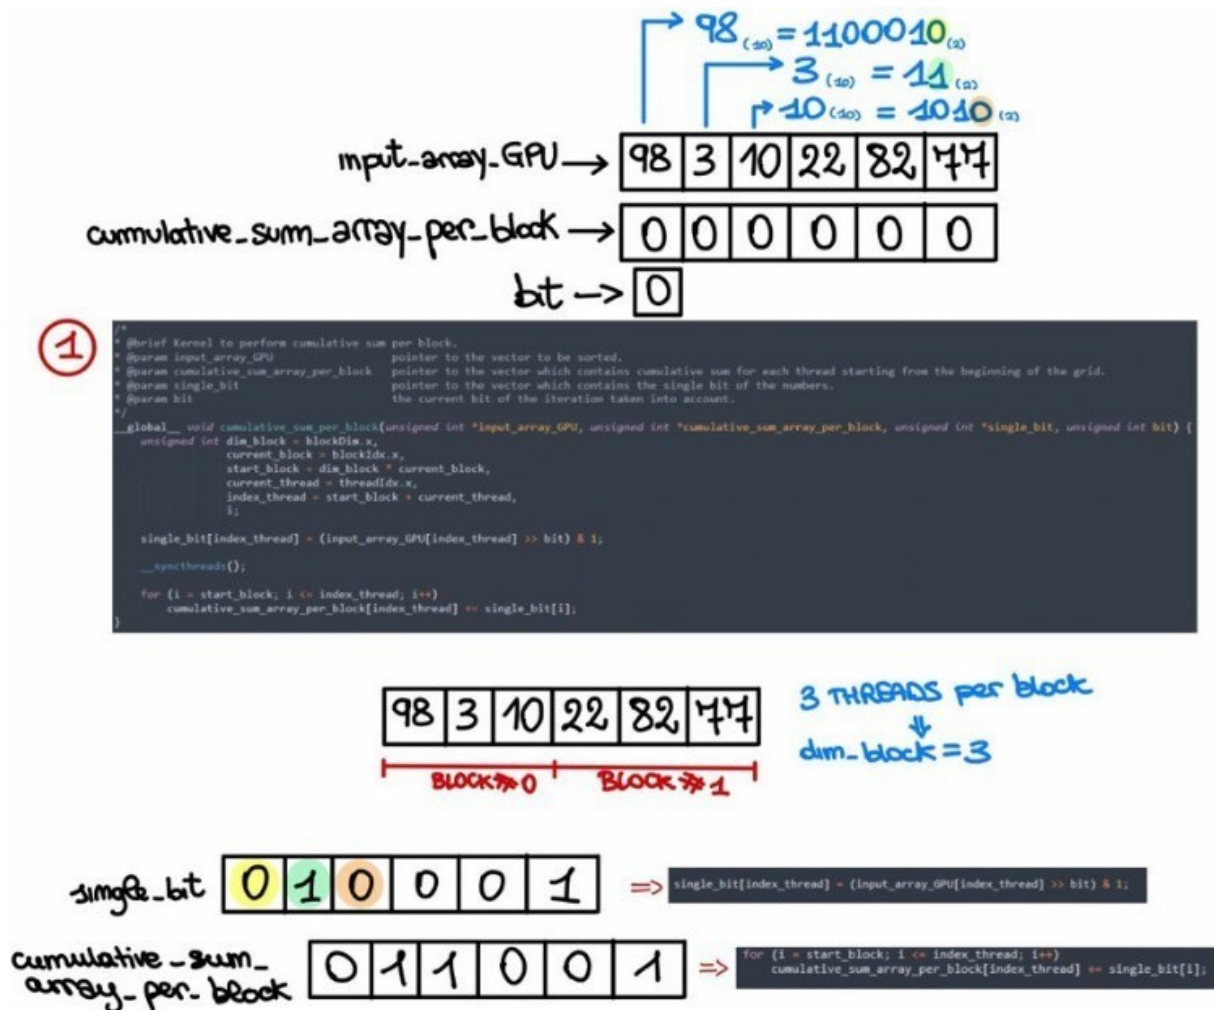 98 (10) = 1100010 (2)
3 (10) = 11 (2)
10 (10) = 1010 (2)
input_array_GPU → 98 3 10 22 82 77
cumulative_sum_array_per_block → 0 0 0 0 0 0
bit -> 0
1
/*
* @brief Kernel to perform cumulative sum per block.
* @param input_array_GPU pointer to the vector to be sorted.
* @param cumulative_sum_array_per_block pointer to the vector which contains cumulative sum for each thread starting from the beginning of the grid.
* @param single_bit pointer to the vector which contains the single bit of the numbers.
* @param bit the current bit of the iteration taken into account.
*/
__global__ void cumulative_sum_per_block(unsigned int *input_array_GPU, unsigned int *cumulative_sum_array_per_block, unsigned int *single_bit, unsigned int bit) {
unsigned int dim_block = blockDim.x,
current_block = blockIdx.x,
start_block = dim_block * current_block,
current_thread = threadIdx.x,
index_thread = start_block + current_thread,
i;
single_bit[index_thread] = (input_array_GPU[index_thread] >> bit) & 1;
__syncthreads();
for (i = start_block; i <= index_thread; i++)
cumulative_sum_array_per_block[index_thread] += single_bit[i];
}
98 3 10 22 82 77
3 THREADS per block
⇓
dim_block = 3
BLOCK # 0 BLOCK # 1
single_bit 0 1 0 0 0 1 => single_bit[index_thread] = (input_array_GPU[index_thread] >> bit) & 1;
cumulative_sum_
array_per_block 0 1 1 0 0 1 => for (i = start_block; i <= index_thread; i++)
cumulative_sum_array_per_block[index_thread] += single_bit[i];